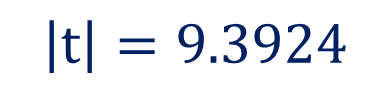 |t| = 9.3924